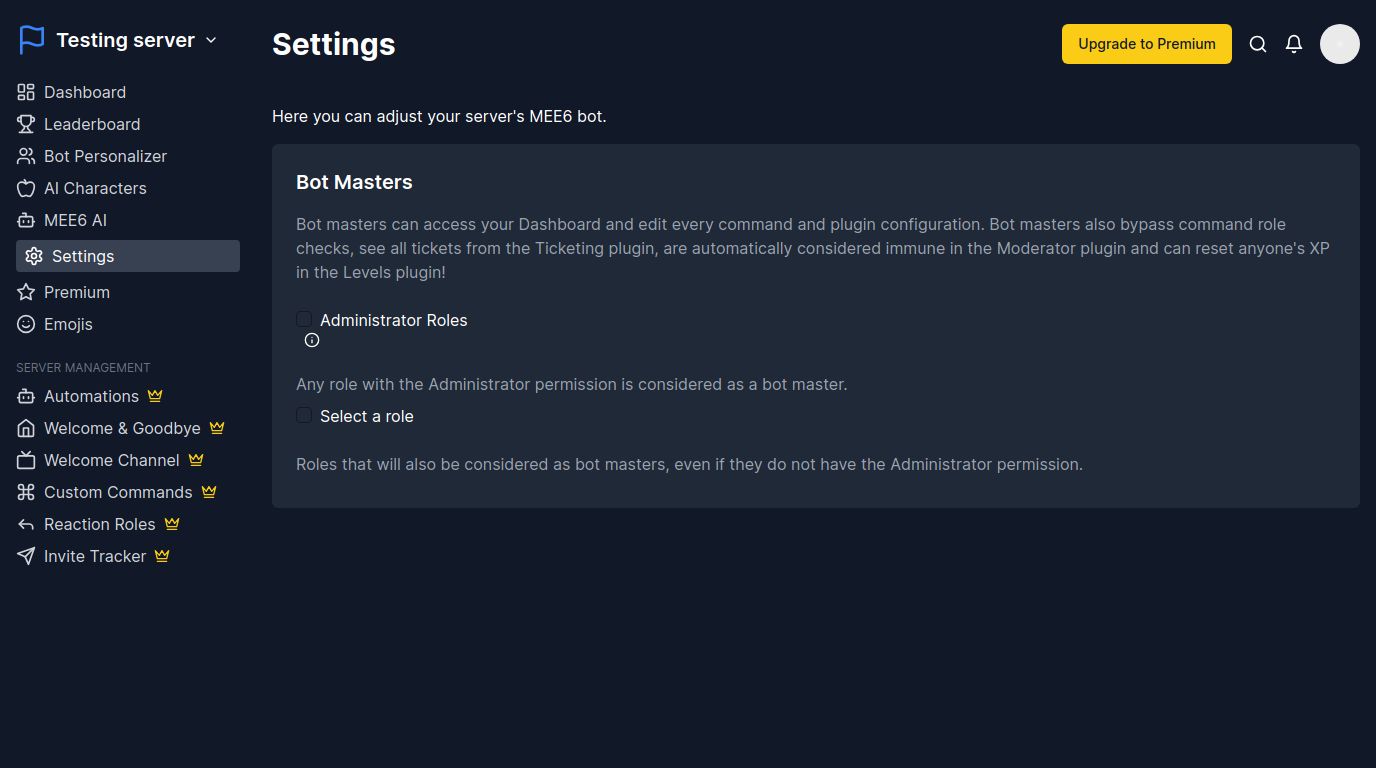 Testing server
Dashboard
Leaderboard
Bot Personalizer
AI Characters
MEE6 AI
Settings
Premium
Emojis
SERVER MANAGEMENT
Automations
Welcome & Goodbye
Welcome Channel
Custom Commands
Reaction Roles
Invite Tracker
Settings
Upgrade to Premium
Here you can adjust your server's MEE6 bot.
Bot Masters
Bot masters can access your Dashboard and edit every command and plugin configuration. Bot masters also bypass command role
checks, see all tickets from the Ticketing plugin, are automatically considered immune in the Moderator plugin and can reset anyone's XP
in the Levels plugin!
Administrator Roles
Any role with the Administrator permission is considered as a bot master.
Select a role
Roles that will also be considered as bot masters, even if they do not have the Administrator permission.